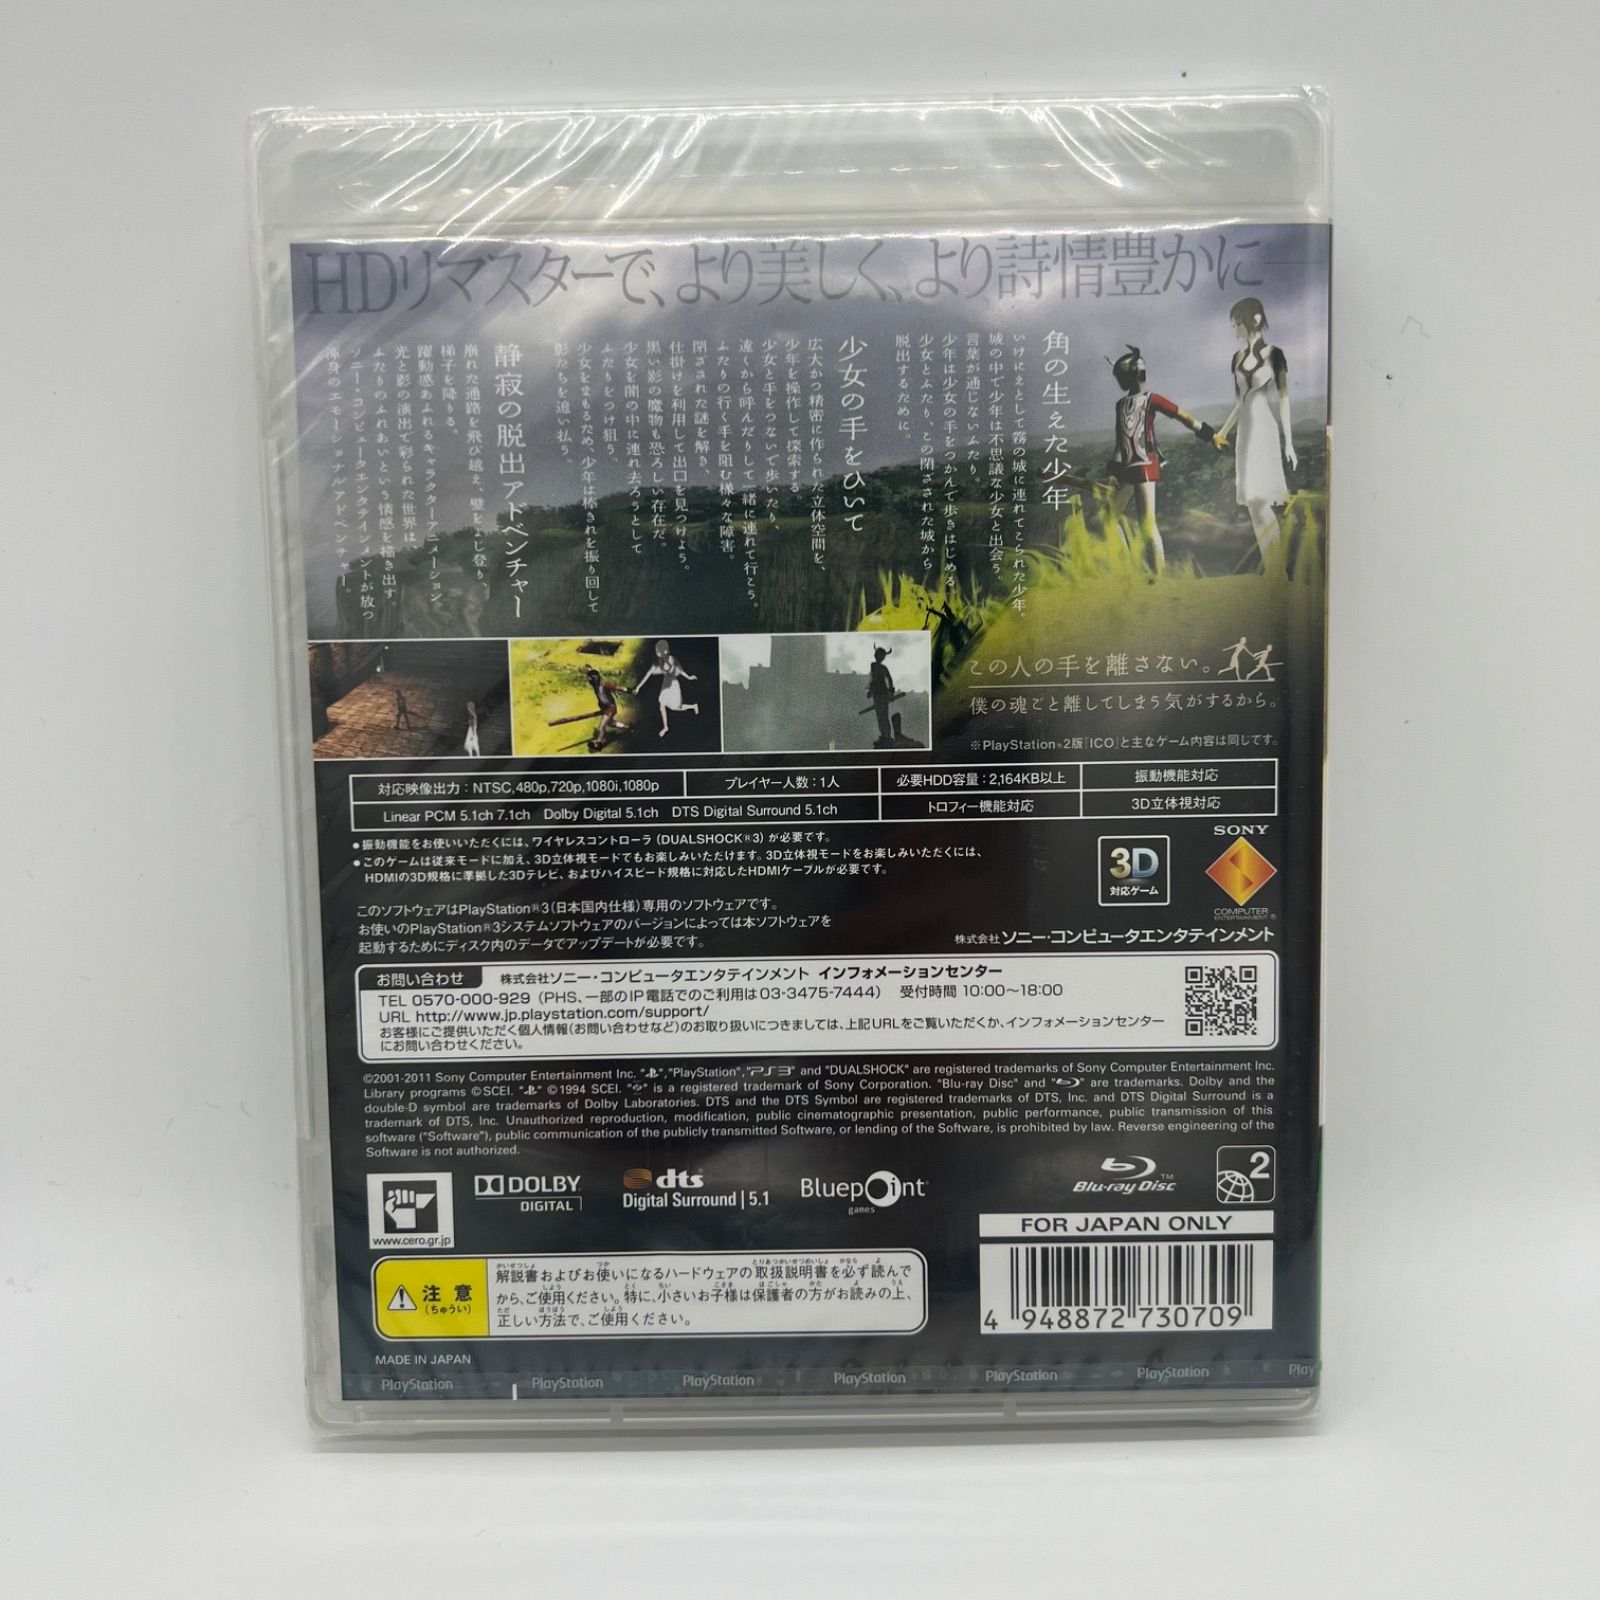 HDリマスターで、より美しく、より詩情豊かに―
角の生えた少年
いけにえとして霧の城に連れてこられた少年。
城の中で少年は不思議な少女と出会う。
言葉が通じないふたり。
少年は少女の手をつかんで歩きはじめる
少女とふたり、この閉ざされた城から
脱出するために。
少女の手をひいて
広大かつ精密に作られた立体空間を、
少年を操作して探索する。
少女と手をつないで歩いたり、
遠くから呼んだりして一緒に連れて行こう。
ふたりの行く手を阻む様々な障害。
閉ざされた謎を解き、
仕掛けを利用して出口を見つけよう。
黒い影の魔物も恐ろしい存在だ。
少女を闇の中に連れ去ろうとして
ふたりをつけ狙う。
少女をまもるため、少年は棒きれを振り回して
影たちを追い払う。
静寂の脱出アドベンチャー
崩れた通路を飛び越え、壁をよじ登り、
梯子を降りる。
躍動感あふれるキャラクターアニメーション。
光と影の演出で彩られた世界は
ふたりのふれあいという情感を描き出す。
ソニー・コンピュータエンタテインメントが放つ
渾身のエモーショナルアドベンチャー。
この人の手を離さない。
僕の魂ごと離してしまう気がするから。
※PlayStation®2版『ICO』と主なゲーム内容は同じです。
対応映像出力：NTSC,480p,720p,1080i,1080p
プレイヤー人数：1人
必要HDD容量：2,164KB以上
振動機能対応
Linear PCM 5.1ch 7.1ch Dolby Digital 5.1ch DTS Digital Surround 5.1ch
トロフィー機能対応
3D立体視対応
●振動機能をお使いいただくには、ワイヤレスコントローラ（DUALSHOCK®3）が必要です。
●このゲームは従来モードに加え、3D立体視モードでもお楽しみいただけます。3D立体視モードをお楽しみいただくには、
HDMIの3D規格に準拠した3Dテレビ、およびハイスピード規格に対応したHDMIケーブルが必要です。
3D
対応ゲーム
SONY
COMPUTER
ENTERTAINMENT®
このソフトウェアはPlayStation®3（日本国内仕様）専用のソフトウェアです。
お使いのPlayStation®3システムソフトウェアのバージョンによっては本ソフトウェアを
起動するためにディスク内のデータでアップデートが必要です。
株式会社ソニー・コンピュータエンタテインメント
お問い合わせ
株式会社ソニー・コンピュータエンタテインメント インフォメーションセンター
TEL 0570-000-929（PHS、一部のIP電話でのご利用は03-3475-7444） 受付時間 10:00〜18:00
URL http://www.jp.playstation.com/support/
お客様にご提供いただく個人情報（お問い合わせなど）のお取り扱いにつきましては、上記URLをご覧いただくか、インフォメーションセンター
にお問い合わせください。
©2001-2011 Sony Computer Entertainment Inc. " ", "PlayStation", "PS3" and "DUALSHOCK" are registered trademarks of Sony Computer Entertainment Inc.
Library programs ©SCEI. " " ©1994 SCEI. " " is a registered trademark of Sony Corporation. "Blu-ray Disc" and " " are trademarks. Dolby and the
double-D symbol are trademarks of Dolby Laboratories. DTS and the DTS Symbol are registered trademarks of DTS, Inc. and DTS Digital Surround is a
trademark of DTS, Inc. Unauthorized reproduction, modification, public cinematographic presentation, public performance, public transmission of this
software ("Software"), public communication of the publicly transmitted Software, or lending of the Software, is prohibited by law. Reverse engineering of the
Software is not authorized.
www.cero.gr.jp
DOLBY
DIGITAL
dts
Digital Surround | 5.1
Bluepoint
games
Blu-ray Disc™
2
FOR JAPAN ONLY
注意
（ちゅうい）
解説書およびお使いになるハードウェアの取扱説明書を必ず読んで
から、ご使用ください。特に、小さいお子様は保護者の方がお読みの上、
正しい方法で、ご使用ください。
4 948872 730709
MADE IN JAPAN
PlayStation PlayStation PlayStation PlayStation PlayStation PlayStation Play